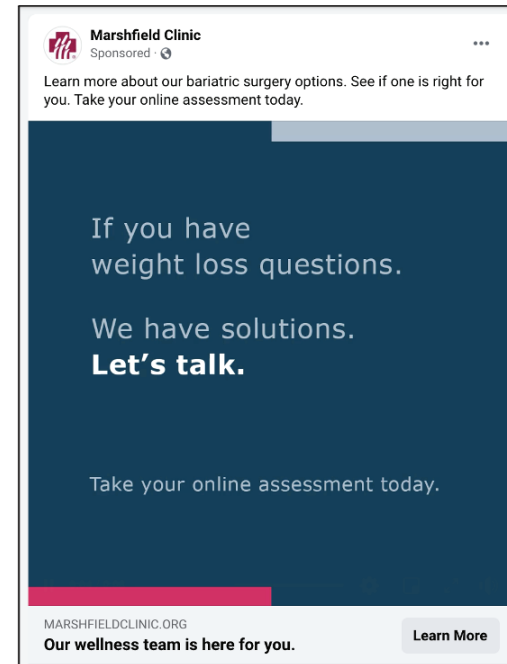 Marshfield Clinic
Sponsored ·
Learn more about our bariatric surgery options. See if one is right for
you. Take your online assessment today.
If you have
weight loss questions.
We have solutions.
Let's talk.
Take your online assessment today.
MARSHFIELDCLINIC.ORG
Our wellness team is here for you.
Learn More